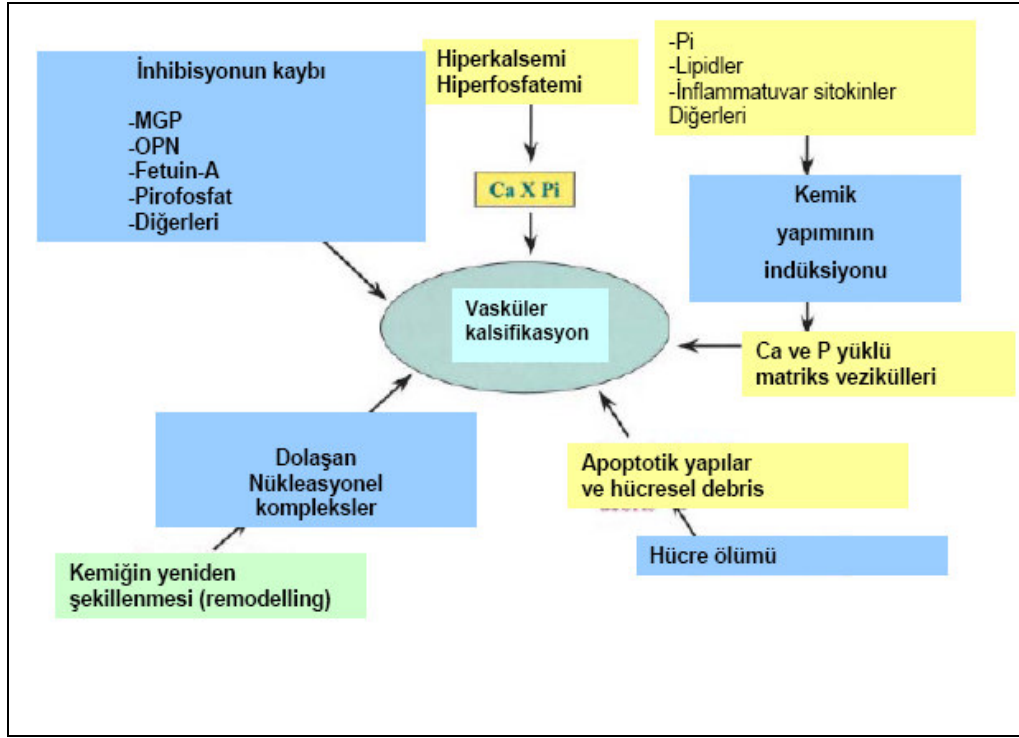 İnhibisyonun kaybı
-MGP
-OPN
-Fetuin-A
-Pirofosfat
-Diğerleri
Hiperkalsemi
Hiperfosfatemi
-Pi
-Lipidler
-İnflammatuvar sitokinler
Diğerleri
Ca X Pi
Kemik
yapımının
indüksiyonu
Vasküler
kalsifikasyon
Ca ve P yüklü
matriks vezikülleri
Dolaşan
Nükleasyonel
kompleksler
Apoptotik yapılar
ve hücresel debris
Hücre ölümü
Kemiğin yeniden
şekillenmesi (remodelling)